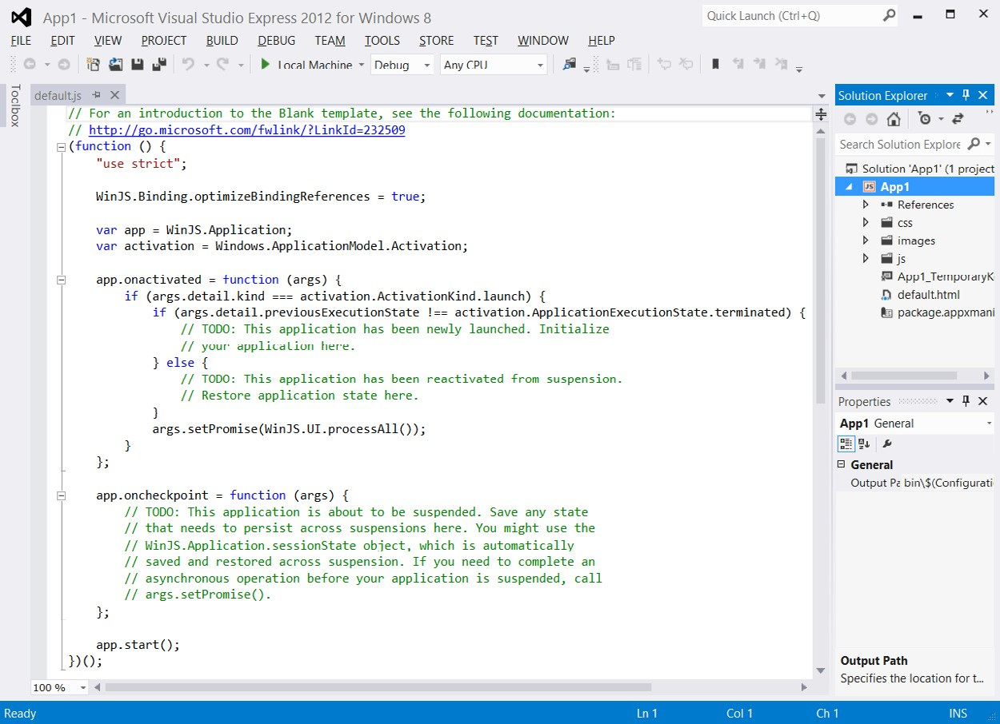 App1 - Microsoft Visual Studio Express 2012 for Windows 8
Quick Launch (Ctrl+Q)
FILE EDIT VIEW PROJECT BUILD DEBUG TEAM TOOLS STORE TEST WINDOW HELP
Local Machine Debug Any CPU
Toolbox
default.js
// For an introduction to the Blank template, see the following documentation:
// http://go.microsoft.com/fwlink/?LinkId=232509
(function () {
"use strict";
WinJS.Binding.optimizeBindingReferences = true;
var app = WinJS.Application;
var activation = Windows.ApplicationModel.Activation;
app.onactivated = function (args) {
if (args.detail.kind === activation.ActivationKind.launch) {
if (args.detail.previousExecutionState !== activation.ApplicationExecutionState.terminated) {
// TODO: This application has been newly launched. Initialize
// your application here.
} else {
// TODO: This application has been reactivated from suspension.
// Restore application state here.
}
args.setPromise(WinJS.UI.processAll());
}
};
app.oncheckpoint = function (args) {
// TODO: This application is about to be suspended. Save any state
// that needs to persist across suspensions here. You might use the
// WinJS.Application.sessionState object, which is automatically
// saved and restored across suspension. If you need to complete an
// asynchronous operation before your application is suspended, call
// args.setPromise().
};
app.start();
})();
100 %
Solution Explorer
Search Solution Explore
Solution 'App1' (1 project
JS App1
References
css
images
js
App1_TemporaryK
default.html
package.appxmani
Properties
App1 General
General
Output Pa bin\$(Configurati
Output Path
Specifies the location for t...
Ready Ln 1 Col 1 Ch 1 INS